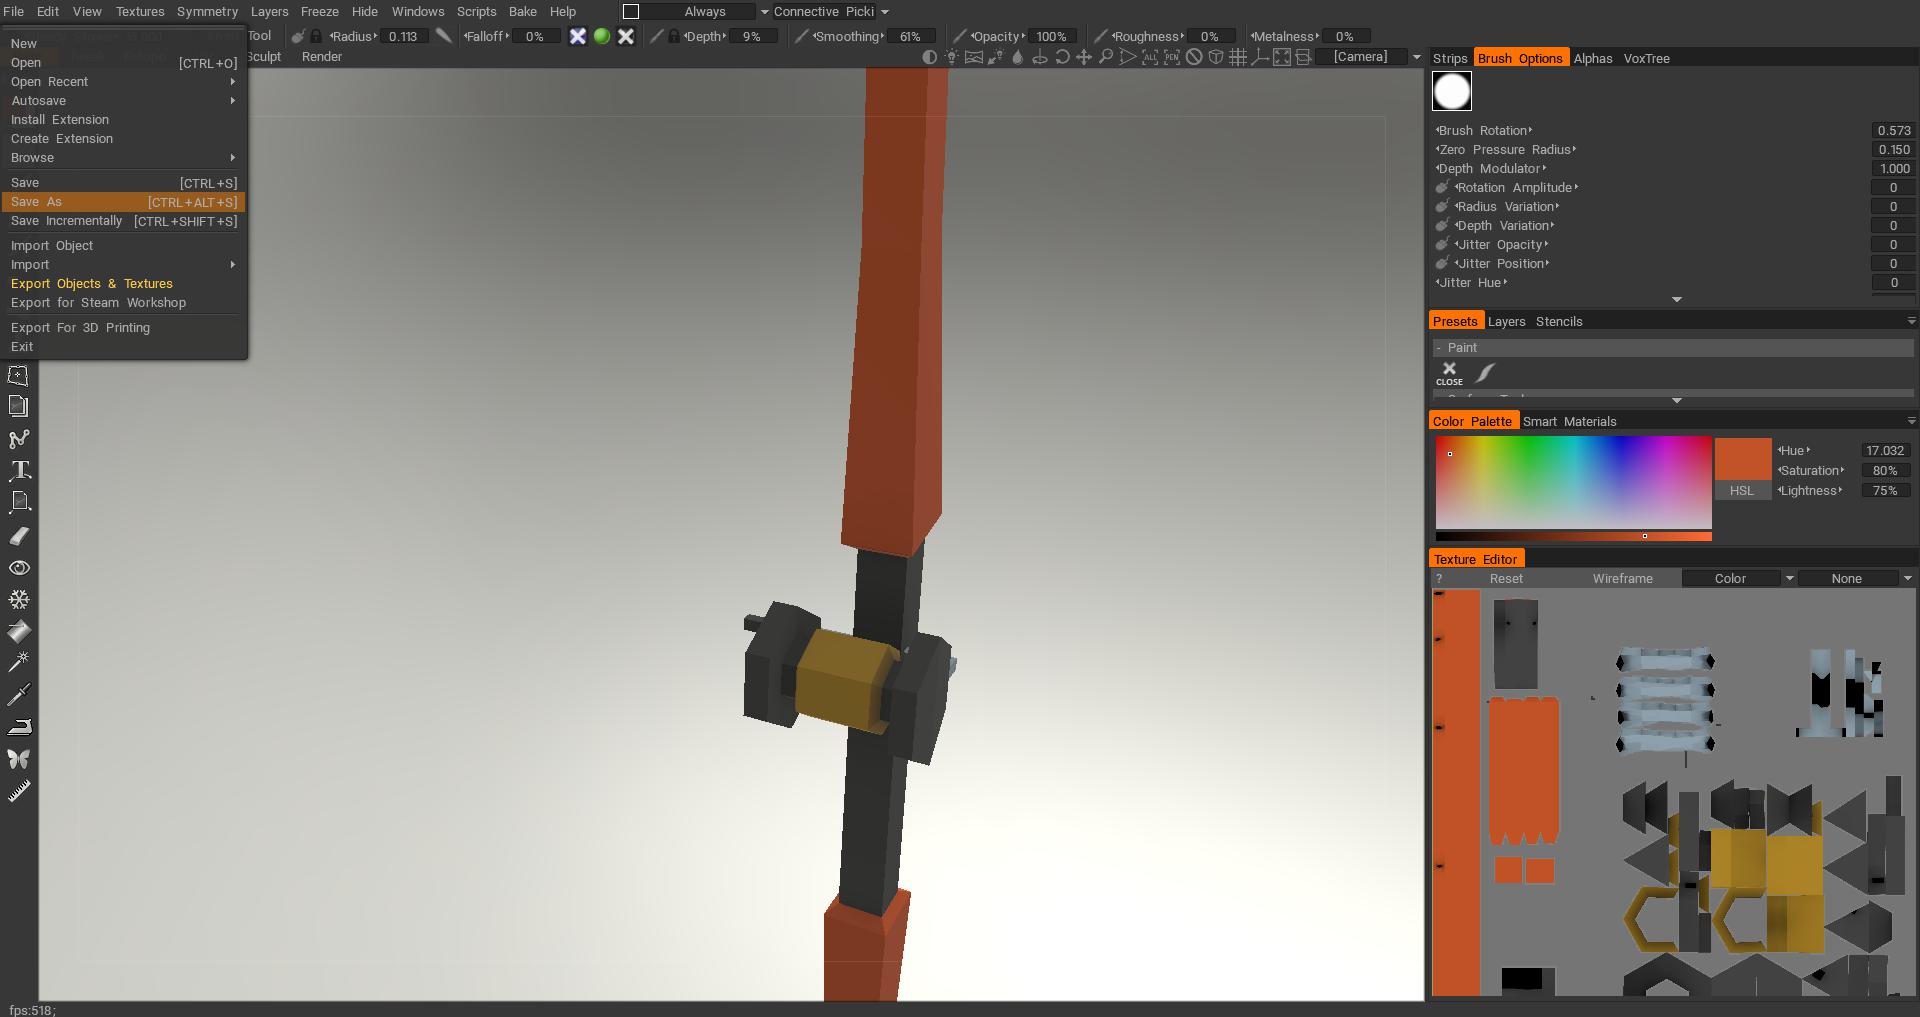 File Edit View Textures Symmetry Layers Freeze Hide Windows Scripts Bake Help Always Connective Picki
Tool Radius 0.113 Falloff 0% Depth 9% Smoothing 61% Opacity 100% Roughness 0% Metalness 0%
Sculpt Render ALL PEN [Camera]
New
Open [CTRL+O]
Open Recent
Autosave
Install Extension
Create Extension
Browse
Save [CTRL+S]
Save As [CTRL+ALT+S]
Save Incrementally [CTRL+SHIFT+S]
Import Object
Import
Export Objects & Textures
Export for Steam Workshop
Export For 3D Printing
Exit
Strips Brush Options Alphas VoxTree
Brush Rotation 0.573
Zero Pressure Radius 0.150
Depth Modulator 1.000
Rotation Amplitude 0
Radius Variation 0
Depth Variation 0
Jitter Opacity 0
Jitter Position 0
Jitter Hue 0
Presets Layers Stencils
- Paint
CLOSE
Color Palette Smart Materials
Hue 17.032
Saturation 80%
HSL Lightness 75%
Texture Editor
? Reset Wireframe Color None
fps:518;